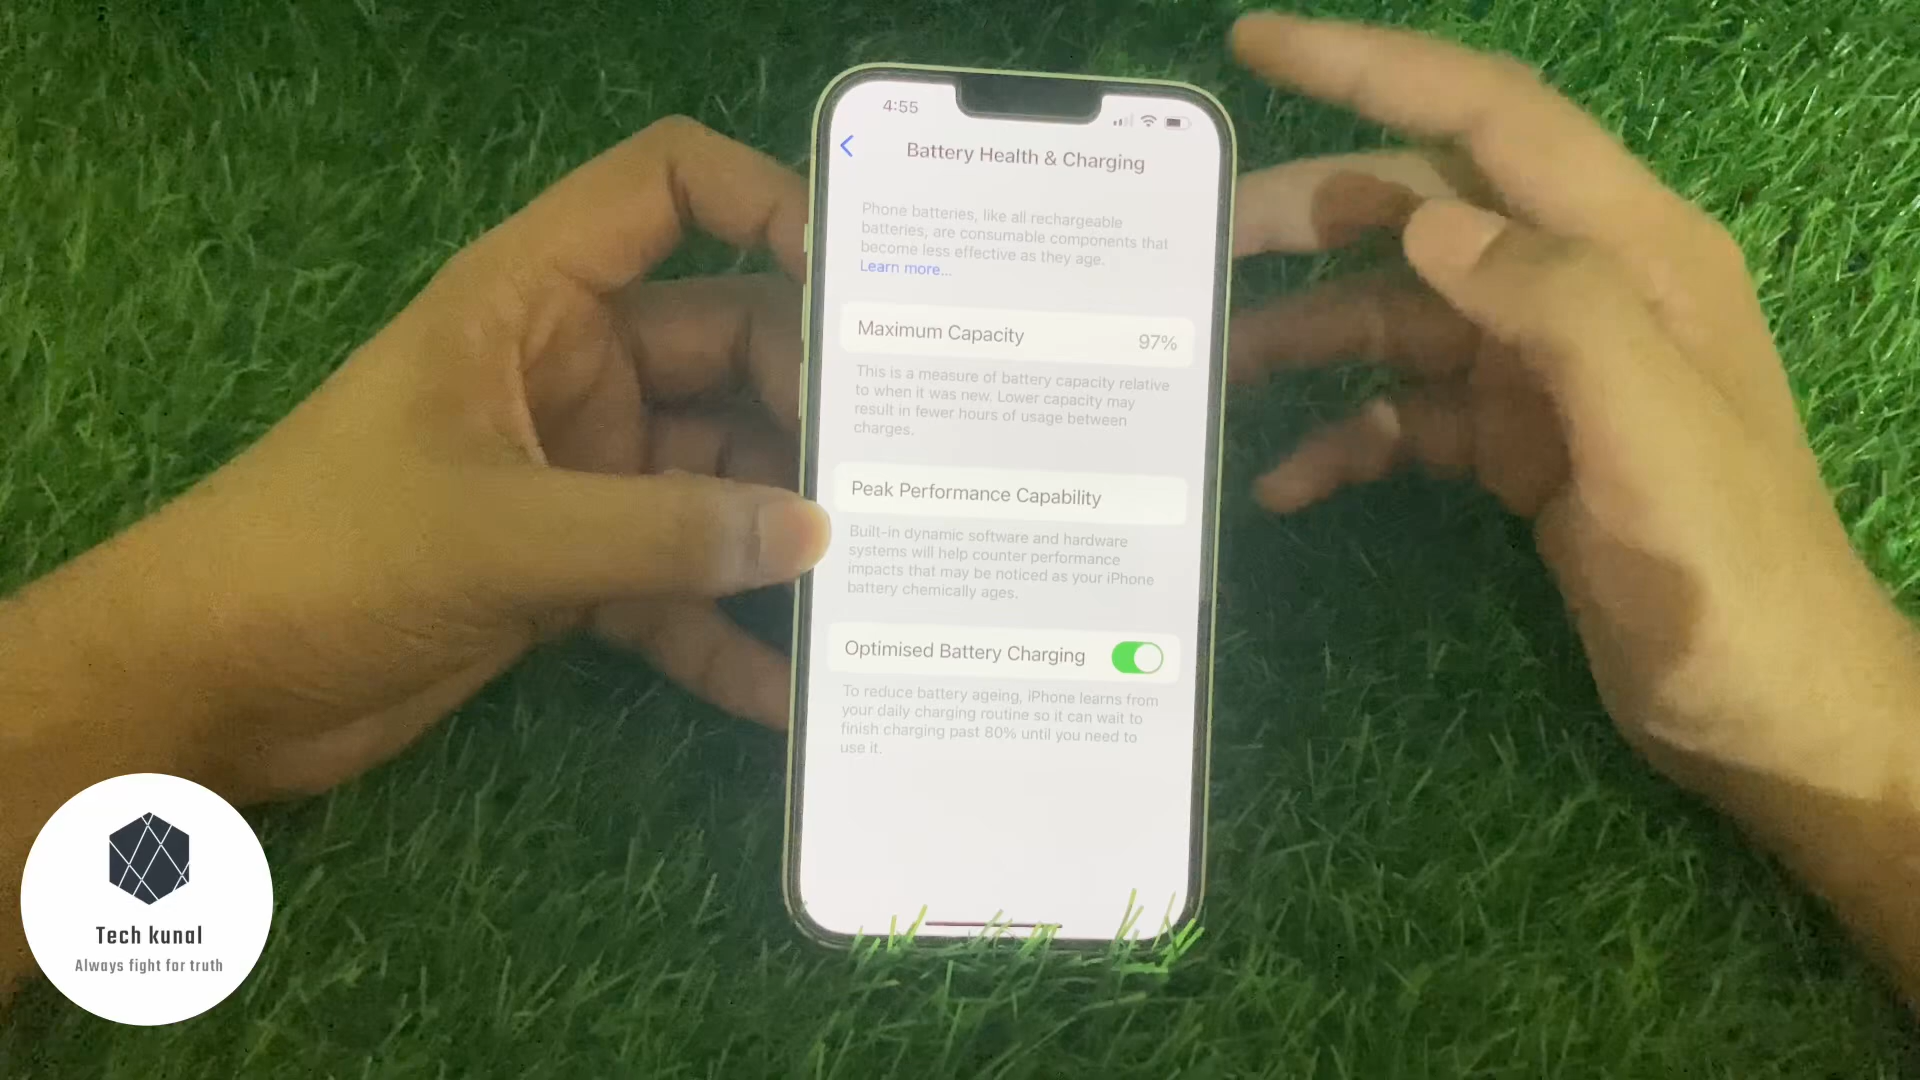 4:55
Battery Health & Charging
Phone batteries, like all rechargeable
batteries, are consumable components that
become less effective as they age.
Learn more...
Maximum Capacity 97%
This is a measure of battery capacity relative
to when it was new. Lower capacity may
result in fewer hours of usage between
charges.
Peak Performance Capability
Built-in dynamic software and hardware
systems will help counter performance
impacts that may be noticed as your iPhone
battery chemically ages.
Optimised Battery Charging
To reduce battery ageing, iPhone learns from
your daily charging routine so it can wait to
finish charging past 80% until you need to
use it.
Tech kunal
Always fight for truth